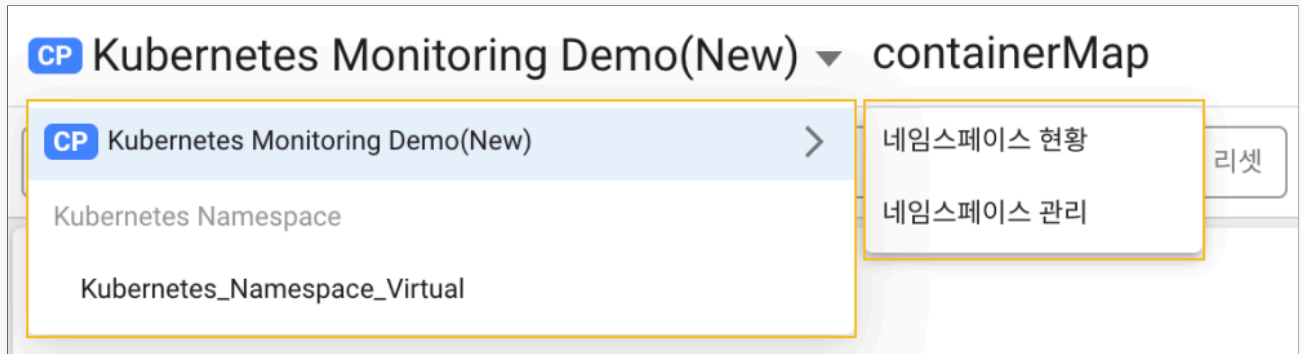 CP Kubernetes Monitoring Demo(New) containerMap
CP Kubernetes Monitoring Demo(New)
Kubernetes Namespace
Kubernetes_Namespace_Virtual
네임스페이스 현황
네임스페이스 관리
리셋